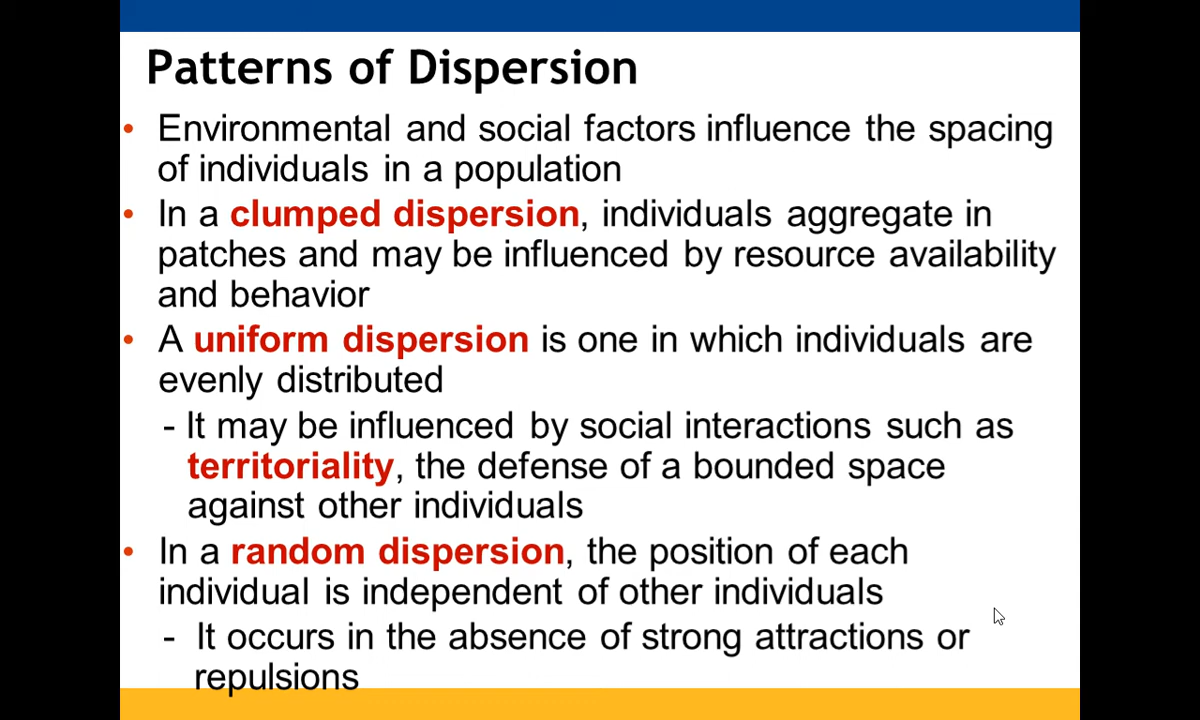 Patterns of Dispersion
• Environmental and social factors influence the spacing
of individuals in a population
• In a clumped dispersion, individuals aggregate in
patches and may be influenced by resource availability
and behavior
• A uniform dispersion is one in which individuals are
evenly distributed
- It may be influenced by social interactions such as
territoriality, the defense of a bounded space
against other individuals
• In a random dispersion, the position of each
individual is independent of other individuals
- It occurs in the absence of strong attractions or
repulsions